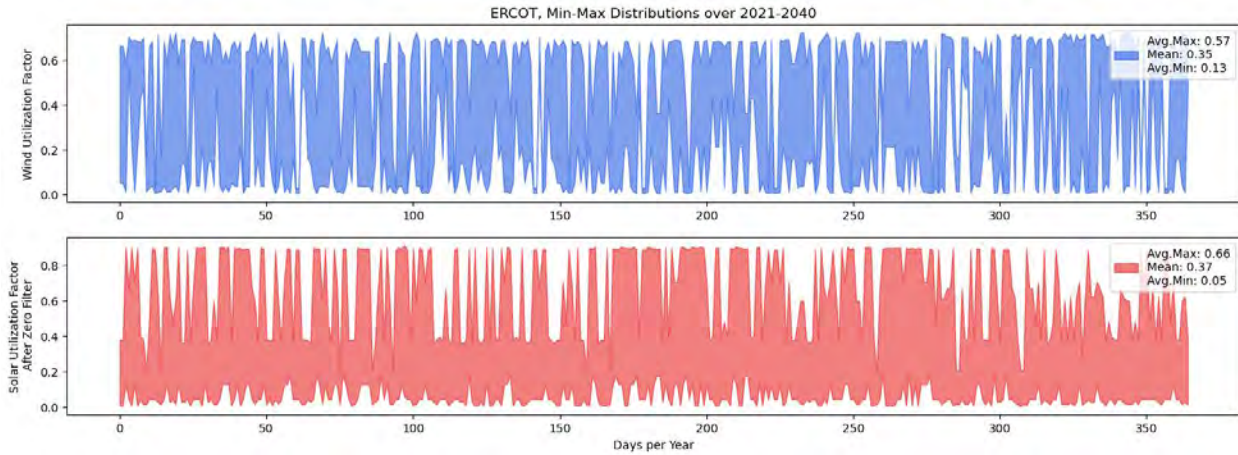 ERCOT, Min-Max Distributions over 2021-2040
Wind Utilization Factor
0.6
0.4
0.2
0.0
Avg.Max: 0.57
Mean: 0.35
Avg.Min: 0.13
0 50 100 150 200 250 300 350
Solar Utilization Factor
After Zero Filter
0.8
0.6
0.4
0.2
0.0
Avg.Max: 0.66
Mean: 0.37
Avg.Min: 0.05
0 50 100 150 200 250 300 350
Days per Year